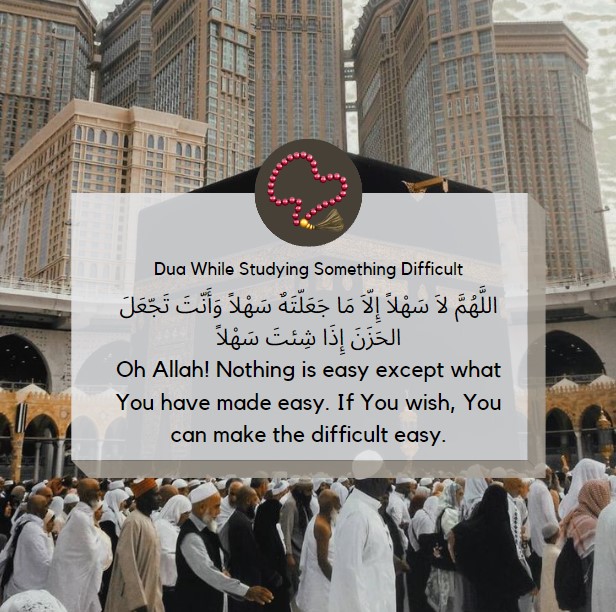 Dua While Studying Something Difficult
اللَّهُمَّ لاَ سَهْلاً إِلّاَ مَا جَعَلّتَهٌ سَهْلاً وَأَنّتَ تَجّعَلَ
الحَزَنَ إِذَا شِئتَ سَهْلاً
Oh Allah! Nothing is easy except what
You have made easy. If You wish, You
can make the difficult easy.